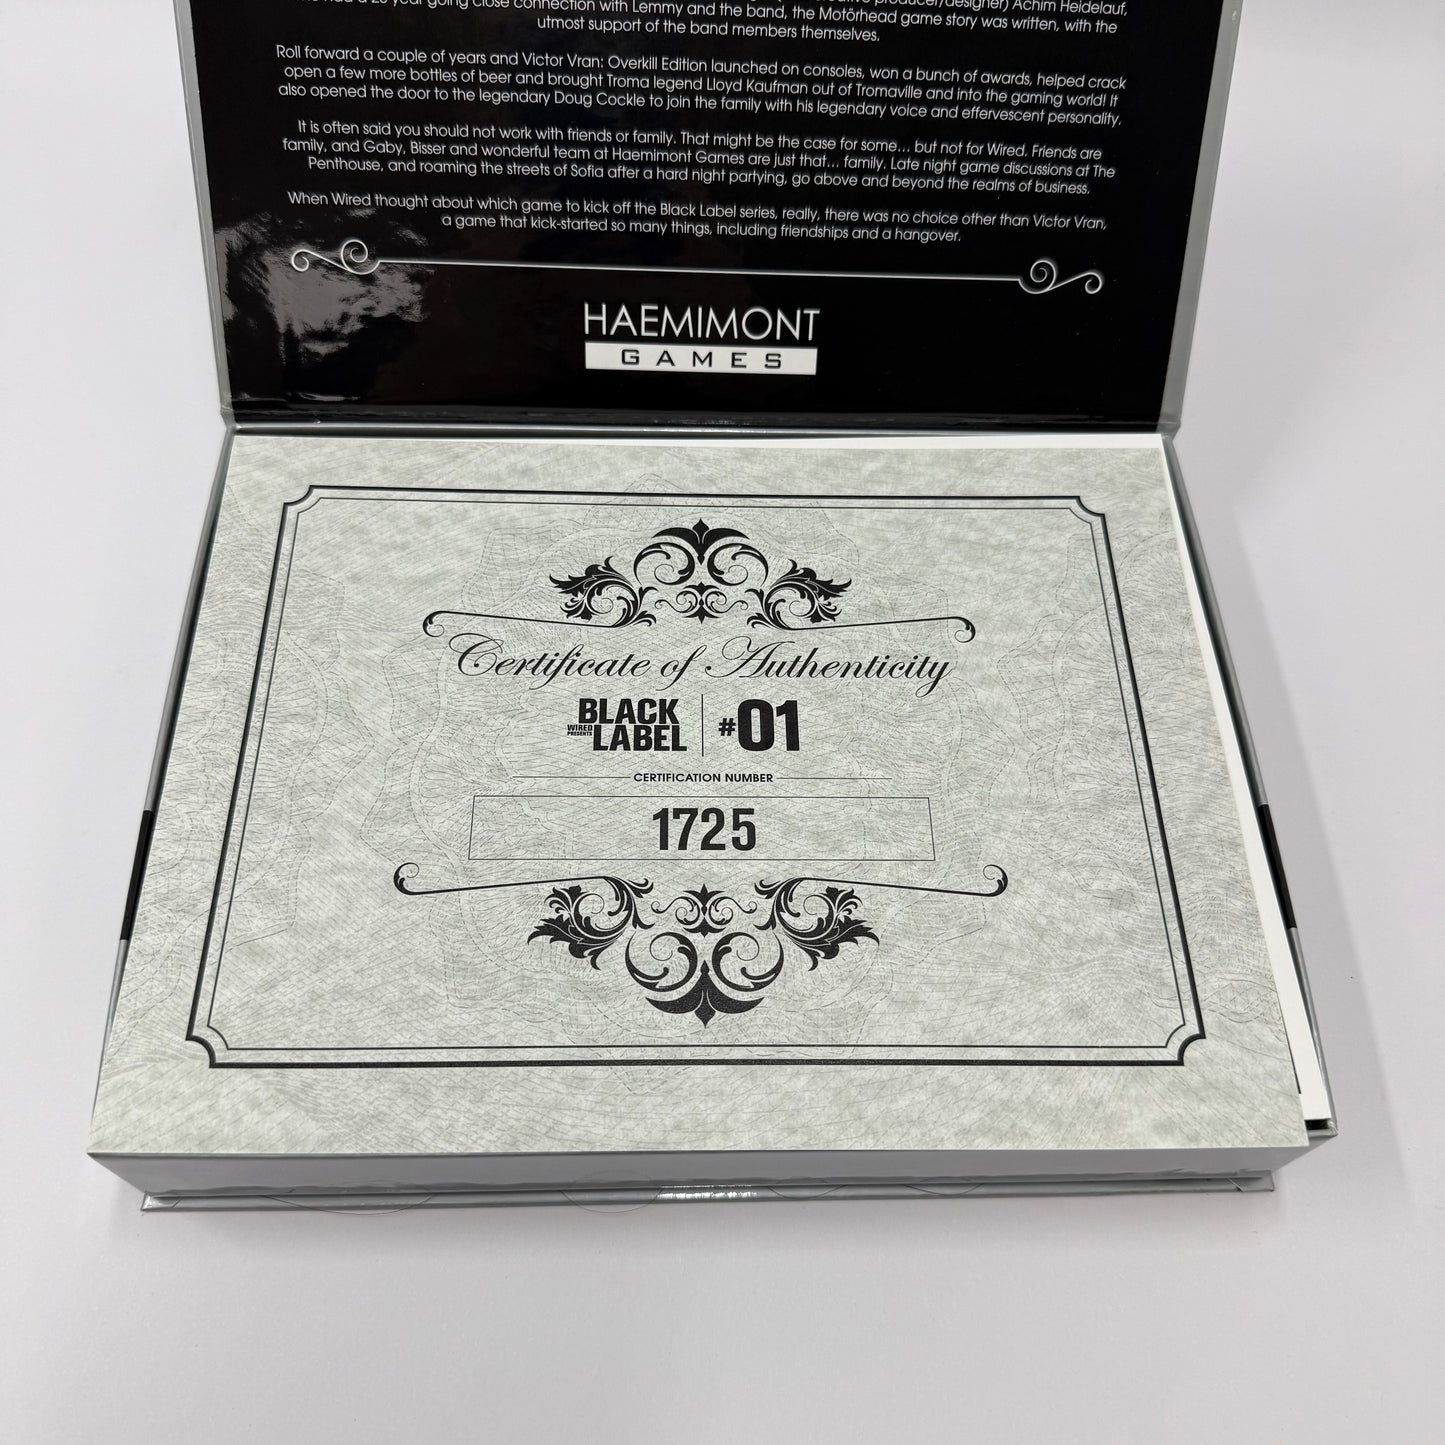 producer/designer) Achim Heidelauf,
had a 20 year going close connection with Lemmy and the band, the Motörhead game story was written, with the
utmost support of the band members themselves.
Roll forward a couple of years and Victor Vran: Overkill Edition launched on consoles, won a bunch of awards, helped crack
open a few more bottles of beer and brought Troma legend Lloyd Kaufman out of Tromaville and into the gaming world! It
also opened the door to the legendary Doug Cockle to join the family with his legendary voice and effervescent personality.
It is often said you should not work with friends or family. That might be the case for some... but not for Wired. Friends are
family, and Gaby, Bisser and wonderful team at Haemimont Games are just that... family. Late night game discussions at The
Penthouse, and roaming the streets of Sofia after a hard night partying, go above and beyond the realms of business.
When Wired thought about which game to kick off the Black Label series, really, there was no choice other than Victor Vran,
a game that kick-started so many things, including friendships and a hangover.
HAEMIMONT
GAMES
Certificate of Authenticity
WIRED PRESENTS
BLACK
LABEL
#01
CERTIFICATION NUMBER
1725